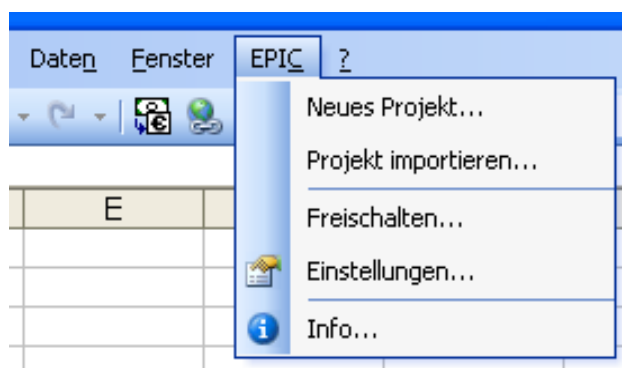 Daten Fenster EPIC ?
Neues Projekt...
Projekt importieren...
E
Freischalten...
Einstellungen...
Info...